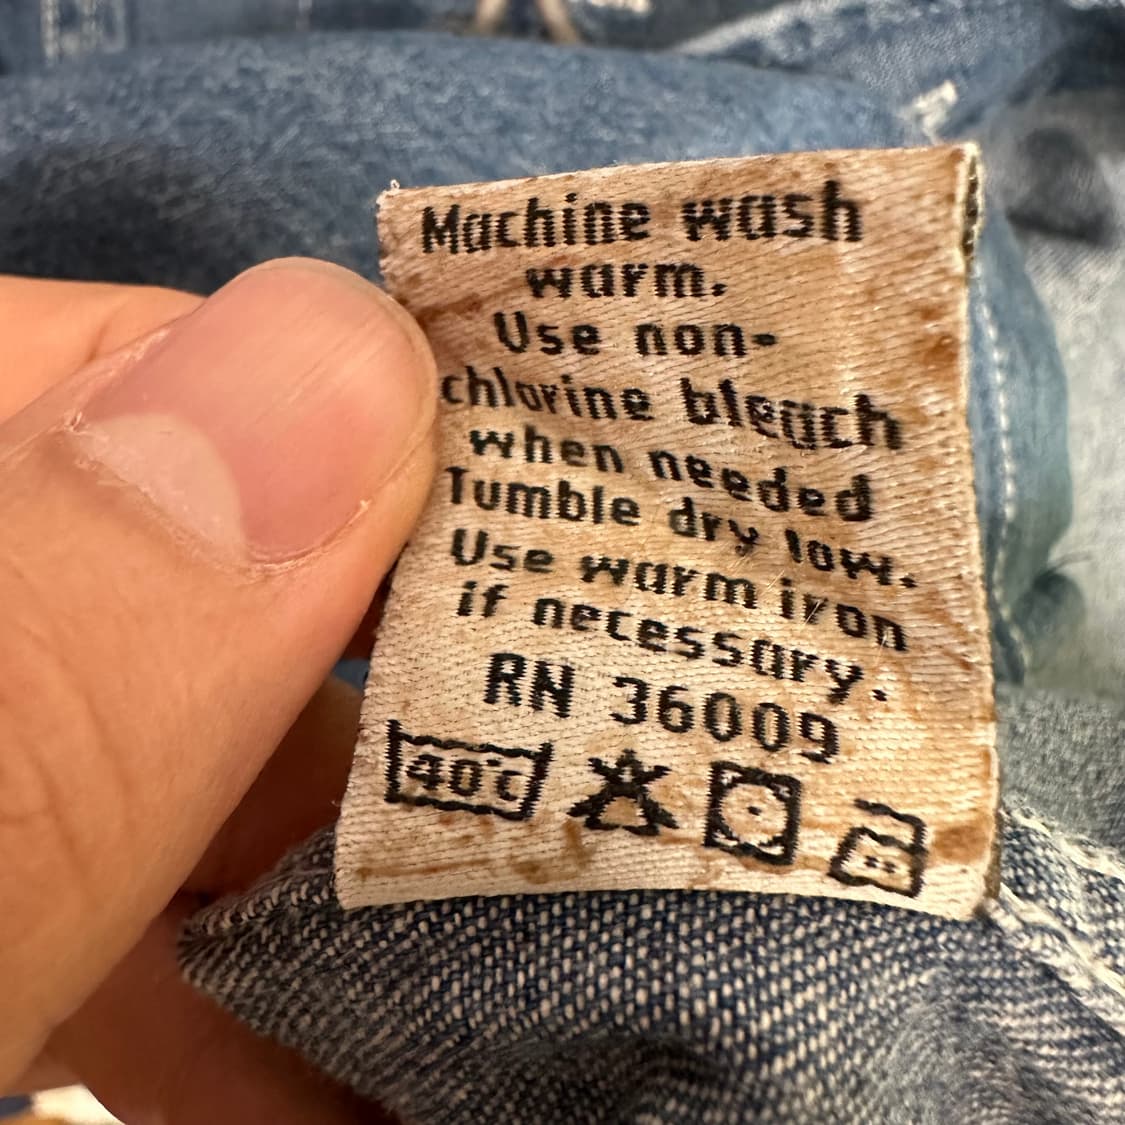 Machine wash
warm.
Use non-
chlorine bleach
when needed
Tumble dry low.
Use warm iron
if necessary.
RN 36009
40°C